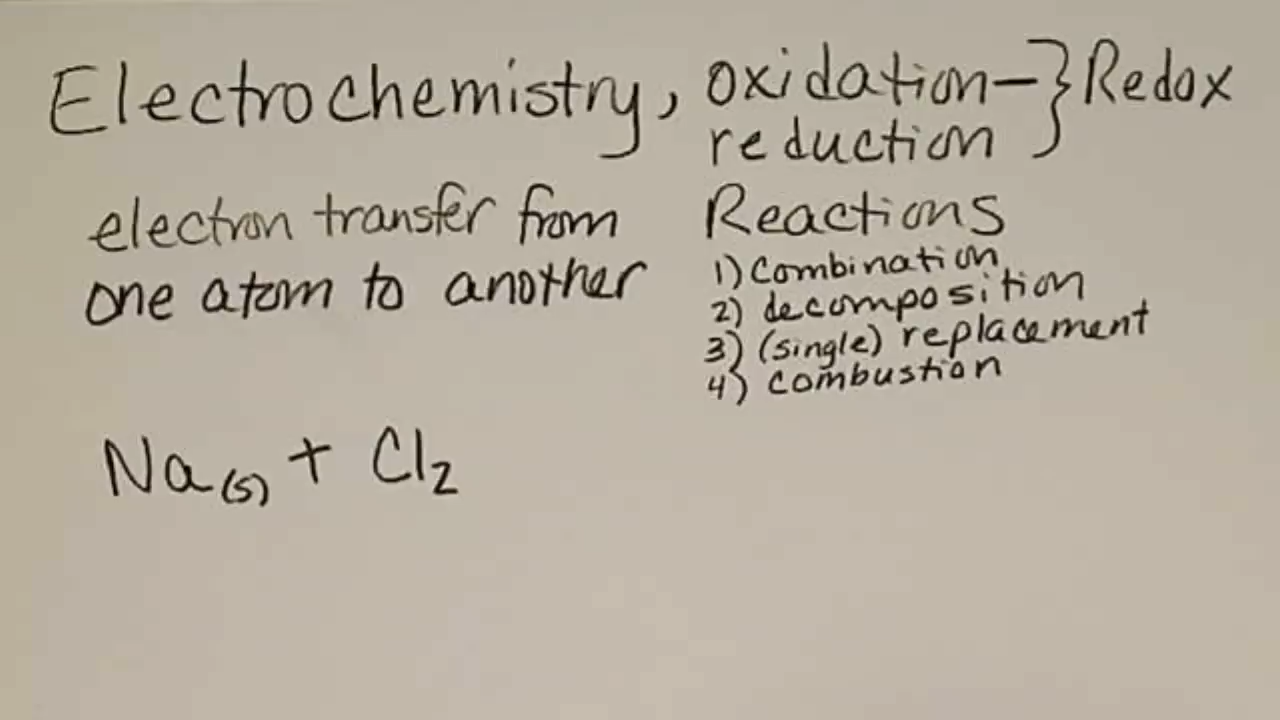 Electrochemistry, oxidation-} Redox
reduction
electron transfer from
one atom to another
Reactions
1) Combination
2) decomposition
3) (single) replacement
4) combustion
Na(s) + Cl2